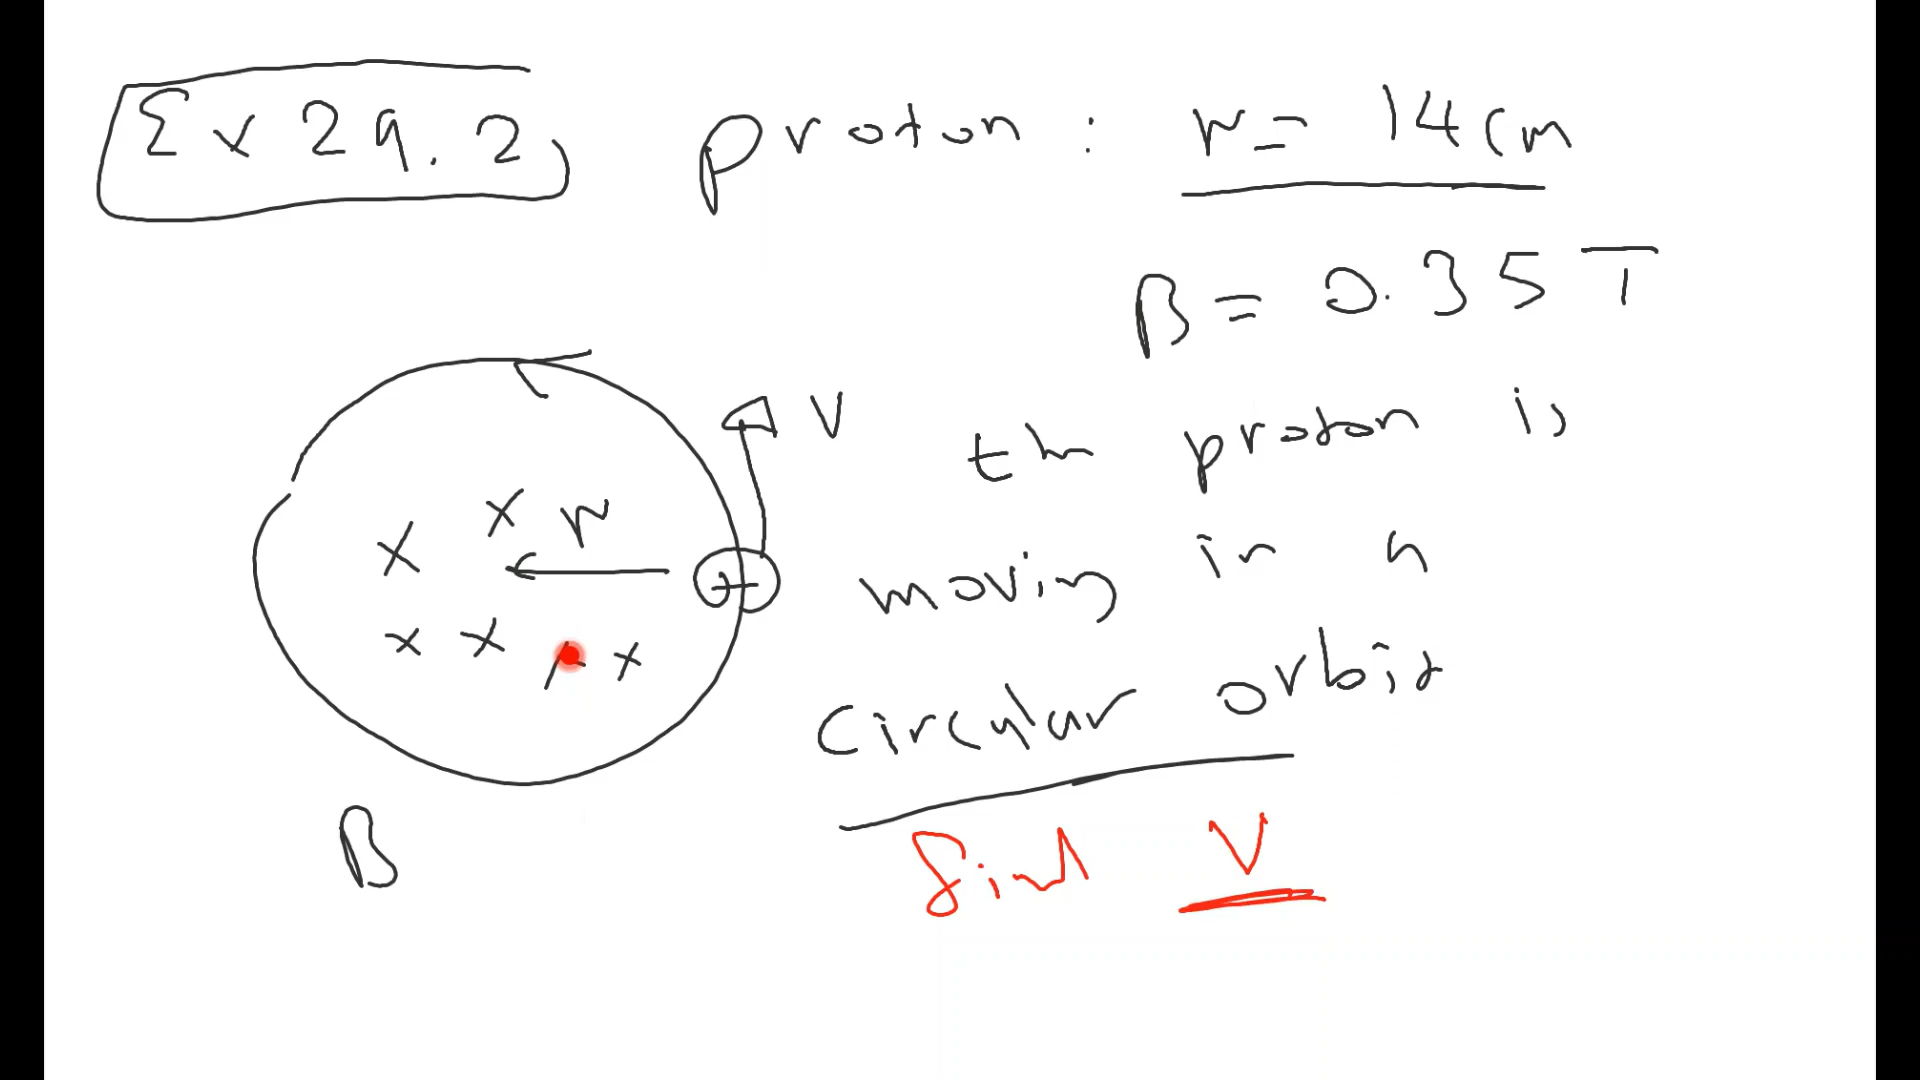 Ex 29.2, proton: r = 14 cm
B = 0.35 T
V
the proton is
x x r
+
moving in a
x x x x
circular orbit
B
find V